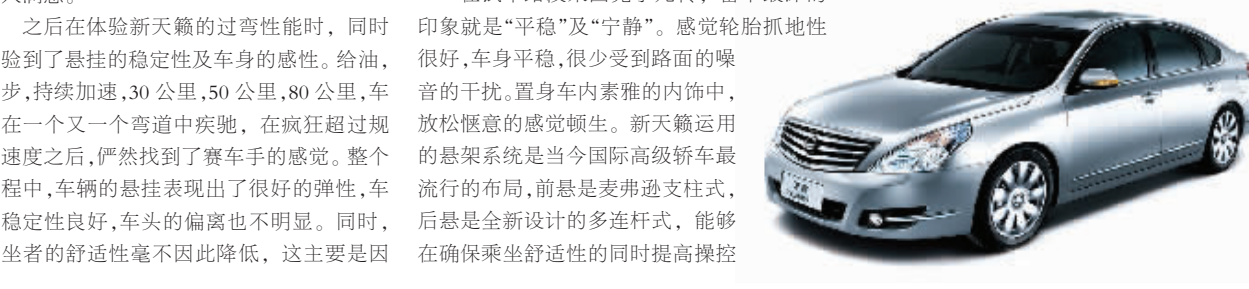 之后在体验新天籁的过弯性能时，同时
验到了悬挂的稳定性及车身的感性。给油，
步，持续加速，30 公里，50 公里，80 公里，车
在一个又一个弯道中疾驰，在疯狂超过规
速度之后，俨然找到了赛车手的感觉。整个
程中，车辆的悬挂表现出了很好的弹性，车
稳定性良好，车头的偏离也不明显。同时，
坐者的舒适性毫不因此降低，这主要是因
印象就是“平稳”及“宁静”。感觉轮胎抓地性
很好，车身平稳，很少受到路面的噪
音的干扰。置身车内素雅的内饰中，
放松惬意的感觉顿生。新天籁运用
的悬架系统是当今国际高级轿车最
流行的布局，前悬是麦弗逊支柱式，
后悬是全新设计的多连杆式，能够
在确保乘坐舒适性的同时提高操控